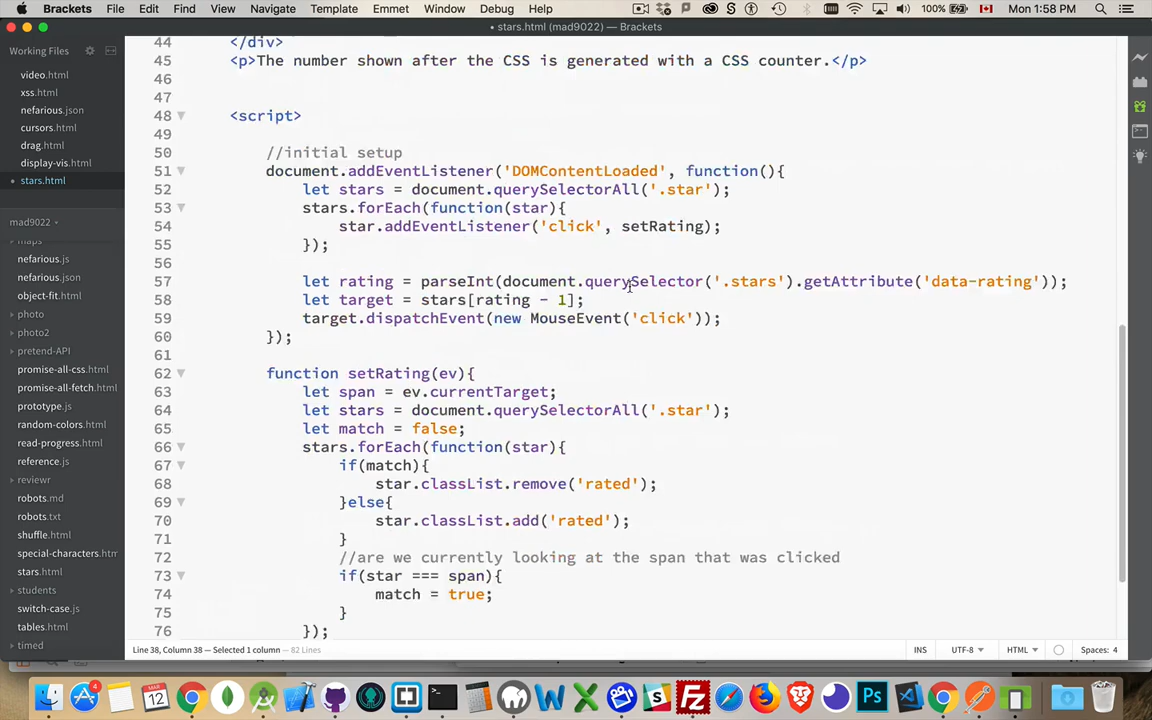 Brackets File Edit View Navigate Template Emmet Window Debug Help 100% Mon 1:58 PM
• stars.html (mad9022) — Brackets
Working Files
video.html
xss.html
nefarious.json
cursors.html
drag.html
display-vis.html
• stars.html
mad9022
maps
nefarious.js
nefarious.json
object-fit.html
photo
photo2
pretend-API
promise-all-css.html
promise-all-fetch.html
prototype.js
random-colors.html
read-progress.html
reference.js
reviewr
robots.md
robots.txt
shuffle.html
special-characters.htm
stars.html
students
switch-case.js
tables.html
timed
44 </div>
45 <p>The number shown after the CSS is generated with a CSS counter.</p>
46
47
48 <script>
49
50 //initial setup
51 document.addEventListener('DOMContentLoaded', function(){
52 let stars = document.querySelectorAll('.star');
53 stars.forEach(function(star){
54 star.addEventListener('click', setRating);
55 });
56
57 let rating = parseInt(document.querySelector('.stars').getAttribute('data-rating'));
58 let target = stars[rating - 1];
59 target.dispatchEvent(new MouseEvent('click'));
60 });
61
62 function setRating(ev){
63 let span = ev.currentTarget;
64 let stars = document.querySelectorAll('.star');
65 let match = false;
66 stars.forEach(function(star){
67 if(match){
68 star.classList.remove('rated');
69 }else{
70 star.classList.add('rated');
71 }
72 //are we currently looking at the span that was clicked
73 if(star === span){
74 match = true;
75 }
76 });
Line 38, Column 38 — Selected 1 column — 82 Lines
INS UTF-8 HTML Spaces: 4
4
MAR
12